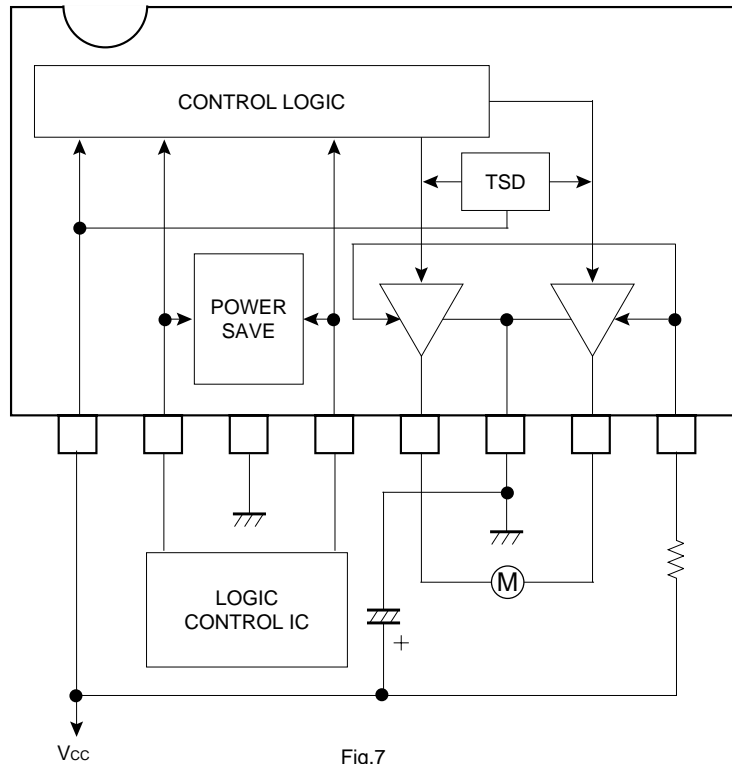 CONTROL LOGIC
TSD
POWER
SAVE
M
LOGIC
CONTROL IC
+
Vcc
Fig.7